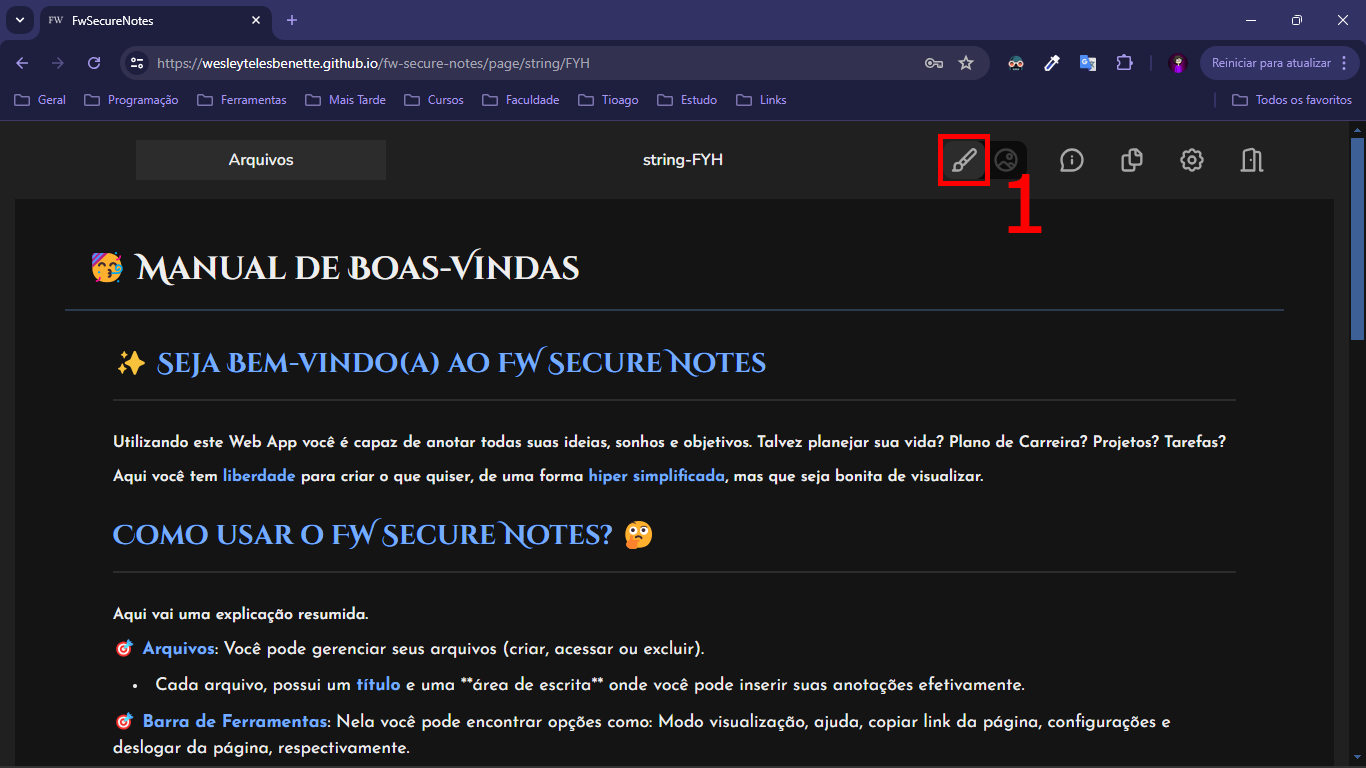 FW FwSecureNotes
https://wesleytelesbenette.github.io/fw-secure-notes/page/string/FYH
Reiniciar para atualizar
Geral Programação Ferramentas Mais Tarde Cursos Faculdade Tioago Estudo Links Todos os favoritos
Arquivos string-FYH
1
Manual de Boas-Vindas
Seja Bem-vindo(a) ao FW Secure Notes
Utilizando este Web App você é capaz de anotar todas suas ideias, sonhos e objetivos. Talvez planejar sua vida? Plano de Carreira? Projetos? Tarefas?
Aqui você tem liberdade para criar o que quiser, de uma forma hiper simplificada, mas que seja bonita de visualizar.
Como usar o FW Secure Notes?
Aqui vai uma explicação resumida.
Arquivos: Você pode gerenciar seus arquivos (criar, acessar ou excluir).
• Cada arquivo, possui um título e uma **área de escrita** onde você pode inserir suas anotações efetivamente.
Barra de Ferramentas: Nela você pode encontrar opções como: Modo visualização, ajuda, copiar link da página, configurações e
deslogar da página, respectivamente.